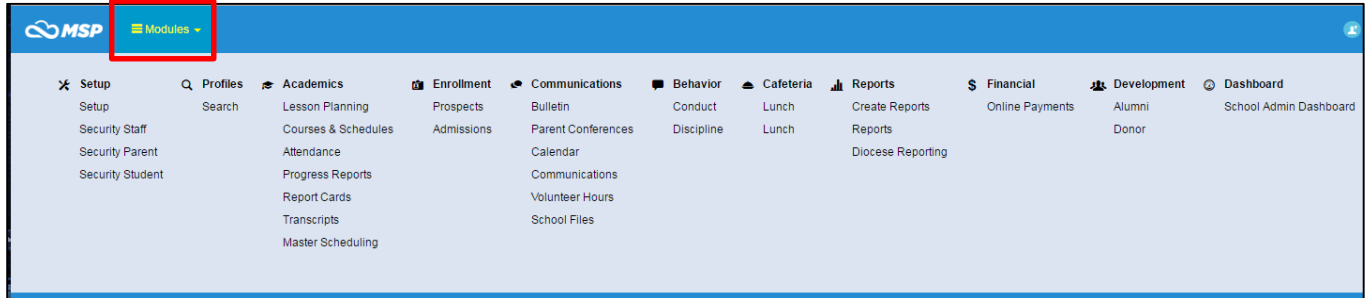 MSP
Modules
Setup
Setup
Security Staff
Security Parent
Security Student
Profiles
Search
Academics
Lesson Planning
Courses & Schedules
Attendance
Progress Reports
Report Cards
Transcripts
Master Scheduling
Enrollment
Prospects
Admissions
Communications
Bulletin
Parent Conferences
Calendar
Communications
Volunteer Hours
School Files
Behavior
Conduct
Discipline
Cafeteria
Lunch
Lunch
Reports
Create Reports
Reports
Diocese Reporting
$ Financial
Online Payments
Development
Alumni
Donor
Dashboard
School Admin Dashboard